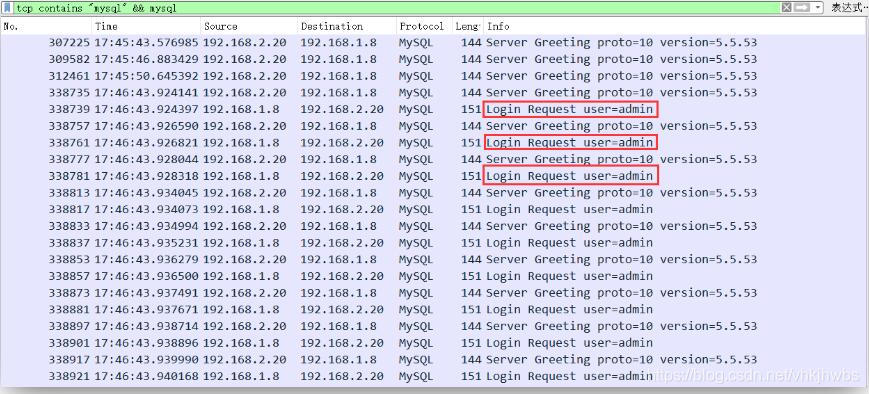 tcp contains "mysql" && mysql 表达式…
No. Time Source Destination Protocol Leng Info
307225 17:45:43.576985 192.168.2.20 192.168.1.8 MySQL 144 Server Greeting proto=10 version=5.5.53
309582 17:45:46.883429 192.168.2.20 192.168.1.8 MySQL 144 Server Greeting proto=10 version=5.5.53
312461 17:45:50.645392 192.168.2.20 192.168.1.8 MySQL 144 Server Greeting proto=10 version=5.5.53
338735 17:46:43.924141 192.168.2.20 192.168.1.8 MySQL 144 Server Greeting proto=10 version=5.5.53
338739 17:46:43.924397 192.168.1.8 192.168.2.20 MySQL 151 Login Request user=admin
338757 17:46:43.926590 192.168.2.20 192.168.1.8 MySQL 144 Server Greeting proto=10 version=5.5.53
338761 17:46:43.926821 192.168.1.8 192.168.2.20 MySQL 151 Login Request user=admin
338777 17:46:43.928044 192.168.2.20 192.168.1.8 MySQL 144 Server Greeting proto=10 version=5.5.53
338781 17:46:43.928318 192.168.1.8 192.168.2.20 MySQL 151 Login Request user=admin
338813 17:46:43.934045 192.168.2.20 192.168.1.8 MySQL 144 Server Greeting proto=10 version=5.5.53
338817 17:46:43.934073 192.168.1.8 192.168.2.20 MySQL 151 Login Request user=admin
338833 17:46:43.934994 192.168.2.20 192.168.1.8 MySQL 144 Server Greeting proto=10 version=5.5.53
338837 17:46:43.935231 192.168.1.8 192.168.2.20 MySQL 151 Login Request user=admin
338853 17:46:43.936279 192.168.2.20 192.168.1.8 MySQL 144 Server Greeting proto=10 version=5.5.53
338857 17:46:43.936500 192.168.1.8 192.168.2.20 MySQL 151 Login Request user=admin
338873 17:46:43.937491 192.168.2.20 192.168.1.8 MySQL 144 Server Greeting proto=10 version=5.5.53
338881 17:46:43.937671 192.168.1.8 192.168.2.20 MySQL 151 Login Request user=admin
338897 17:46:43.938714 192.168.2.20 192.168.1.8 MySQL 144 Server Greeting proto=10 version=5.5.53
338901 17:46:43.938896 192.168.1.8 192.168.2.20 MySQL 151 Login Request user=admin
338917 17:46:43.939990 192.168.2.20 192.168.1.8 MySQL 144 Server Greeting proto=10 version=5.5.53
338921 17:46:43.940168 192.168.1.8 192.168.2.20 MySQL 151 Login Request user=admin
https://blog.csdn.net/vhkjhwbs